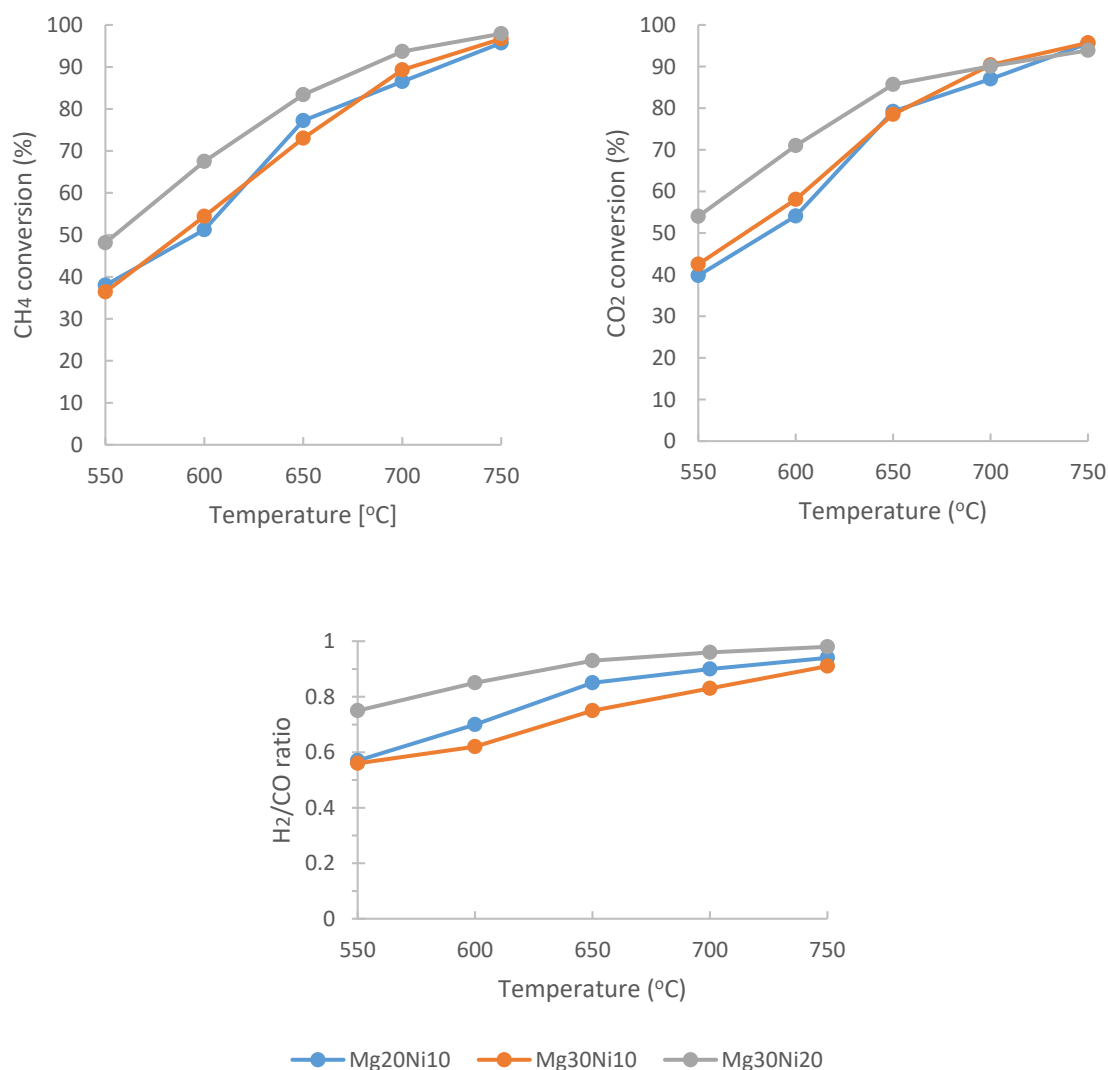 100
90
80
70
60
50
40
30
20
10
0
CH4 conversion (%)
550 600 650 700 750
Temperature [oC]
100
90
80
70
60
50
40
30
20
10
0
CO2 conversion (%)
550 600 650 700 750
Temperature (oC)
1
0.8
0.6
0.4
0.2
0
H2/CO ratio
550 600 650 700 750
Temperature (oC)
Mg20Ni10 Mg30Ni10 Mg30Ni20